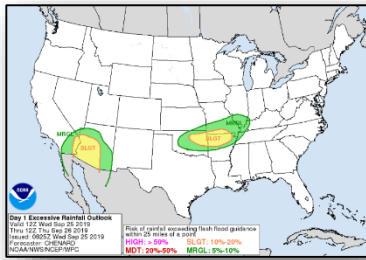 MRGL
SLGT
MRGL
SLGT
NOAA
Day 1 Excessive Rainfall Outlook
Valid 12Z Wed Sep 25 2019
Thru 12Z Thu Sep 26 2019
Issued: 0825Z Wed Sep 25 2019
Forecaster: CHENARD
NOAA/NWS/NCEP/WPC
Risk of rainfall exceeding flash flood guidance
within 25 miles of a point
HIGH: > 50%
SLGT: 10%-20%
MDT: 20%-50%
MRGL: 5%-10%